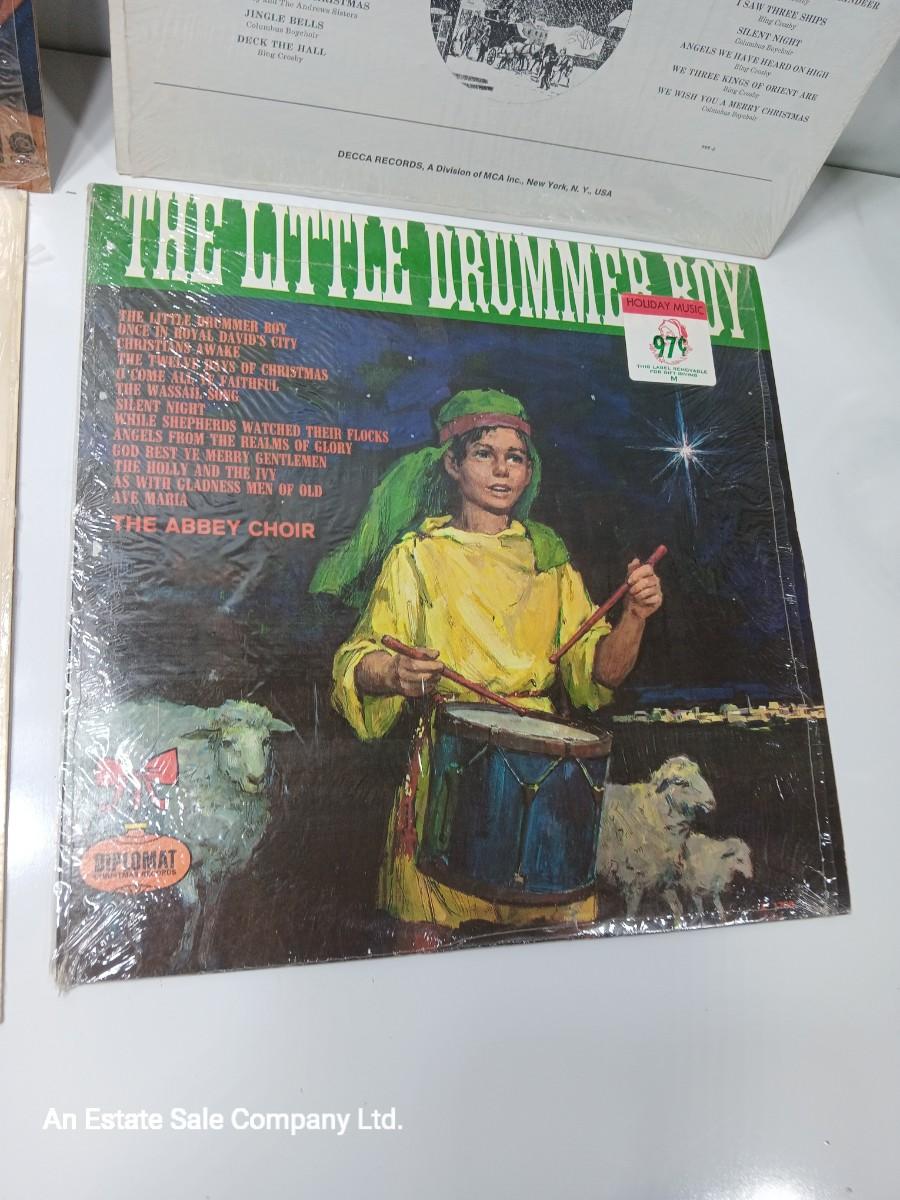 CHRISTMAS
and The Andrews Sisters
JINGLE BELLS
Columbus Boychoir
DECK THE HALL
Bing Crosby
I SAW THREE SHIPS
Bing Crosby
SILENT NIGHT
Columbus Boychoir
ANGELS WE HAVE HEARD ON HIGH
Bing Crosby
WE THREE KINGS OF ORIENT ARE
Bing Crosby
WE WISH YOU A MERRY CHRISTMAS
Columbus Boychoir
DECCA RECORDS, A Division of MCA Inc., New York, N. Y., USA
THE LITTLE DRUMMER BOY
HOLIDAY MUSIC
97¢
THIS LABEL REMOVABLE
FOR GIFT GIVING
M
THE LITTLE DRUMMER BOY
ONCE IN ROYAL DAVID'S CITY
CHRISTIANS AWAKE
THE TWELVE DAYS OF CHRISTMAS
O COME ALL YE FAITHFUL
THE WASSAIL SONG
SILENT NIGHT
WHILE SHEPHERDS WATCHED THEIR FLOCKS
ANGELS FROM THE REALMS OF GLORY
GOD REST YE MERRY GENTLEMEN
THE HOLLY AND THE IVY
AS WITH GLADNESS MEN OF OLD
AVE MARIA
THE ABBEY CHOIR
DIPLOMAT
CHRISTMAS RECORDS
An Estate Sale Company Ltd.